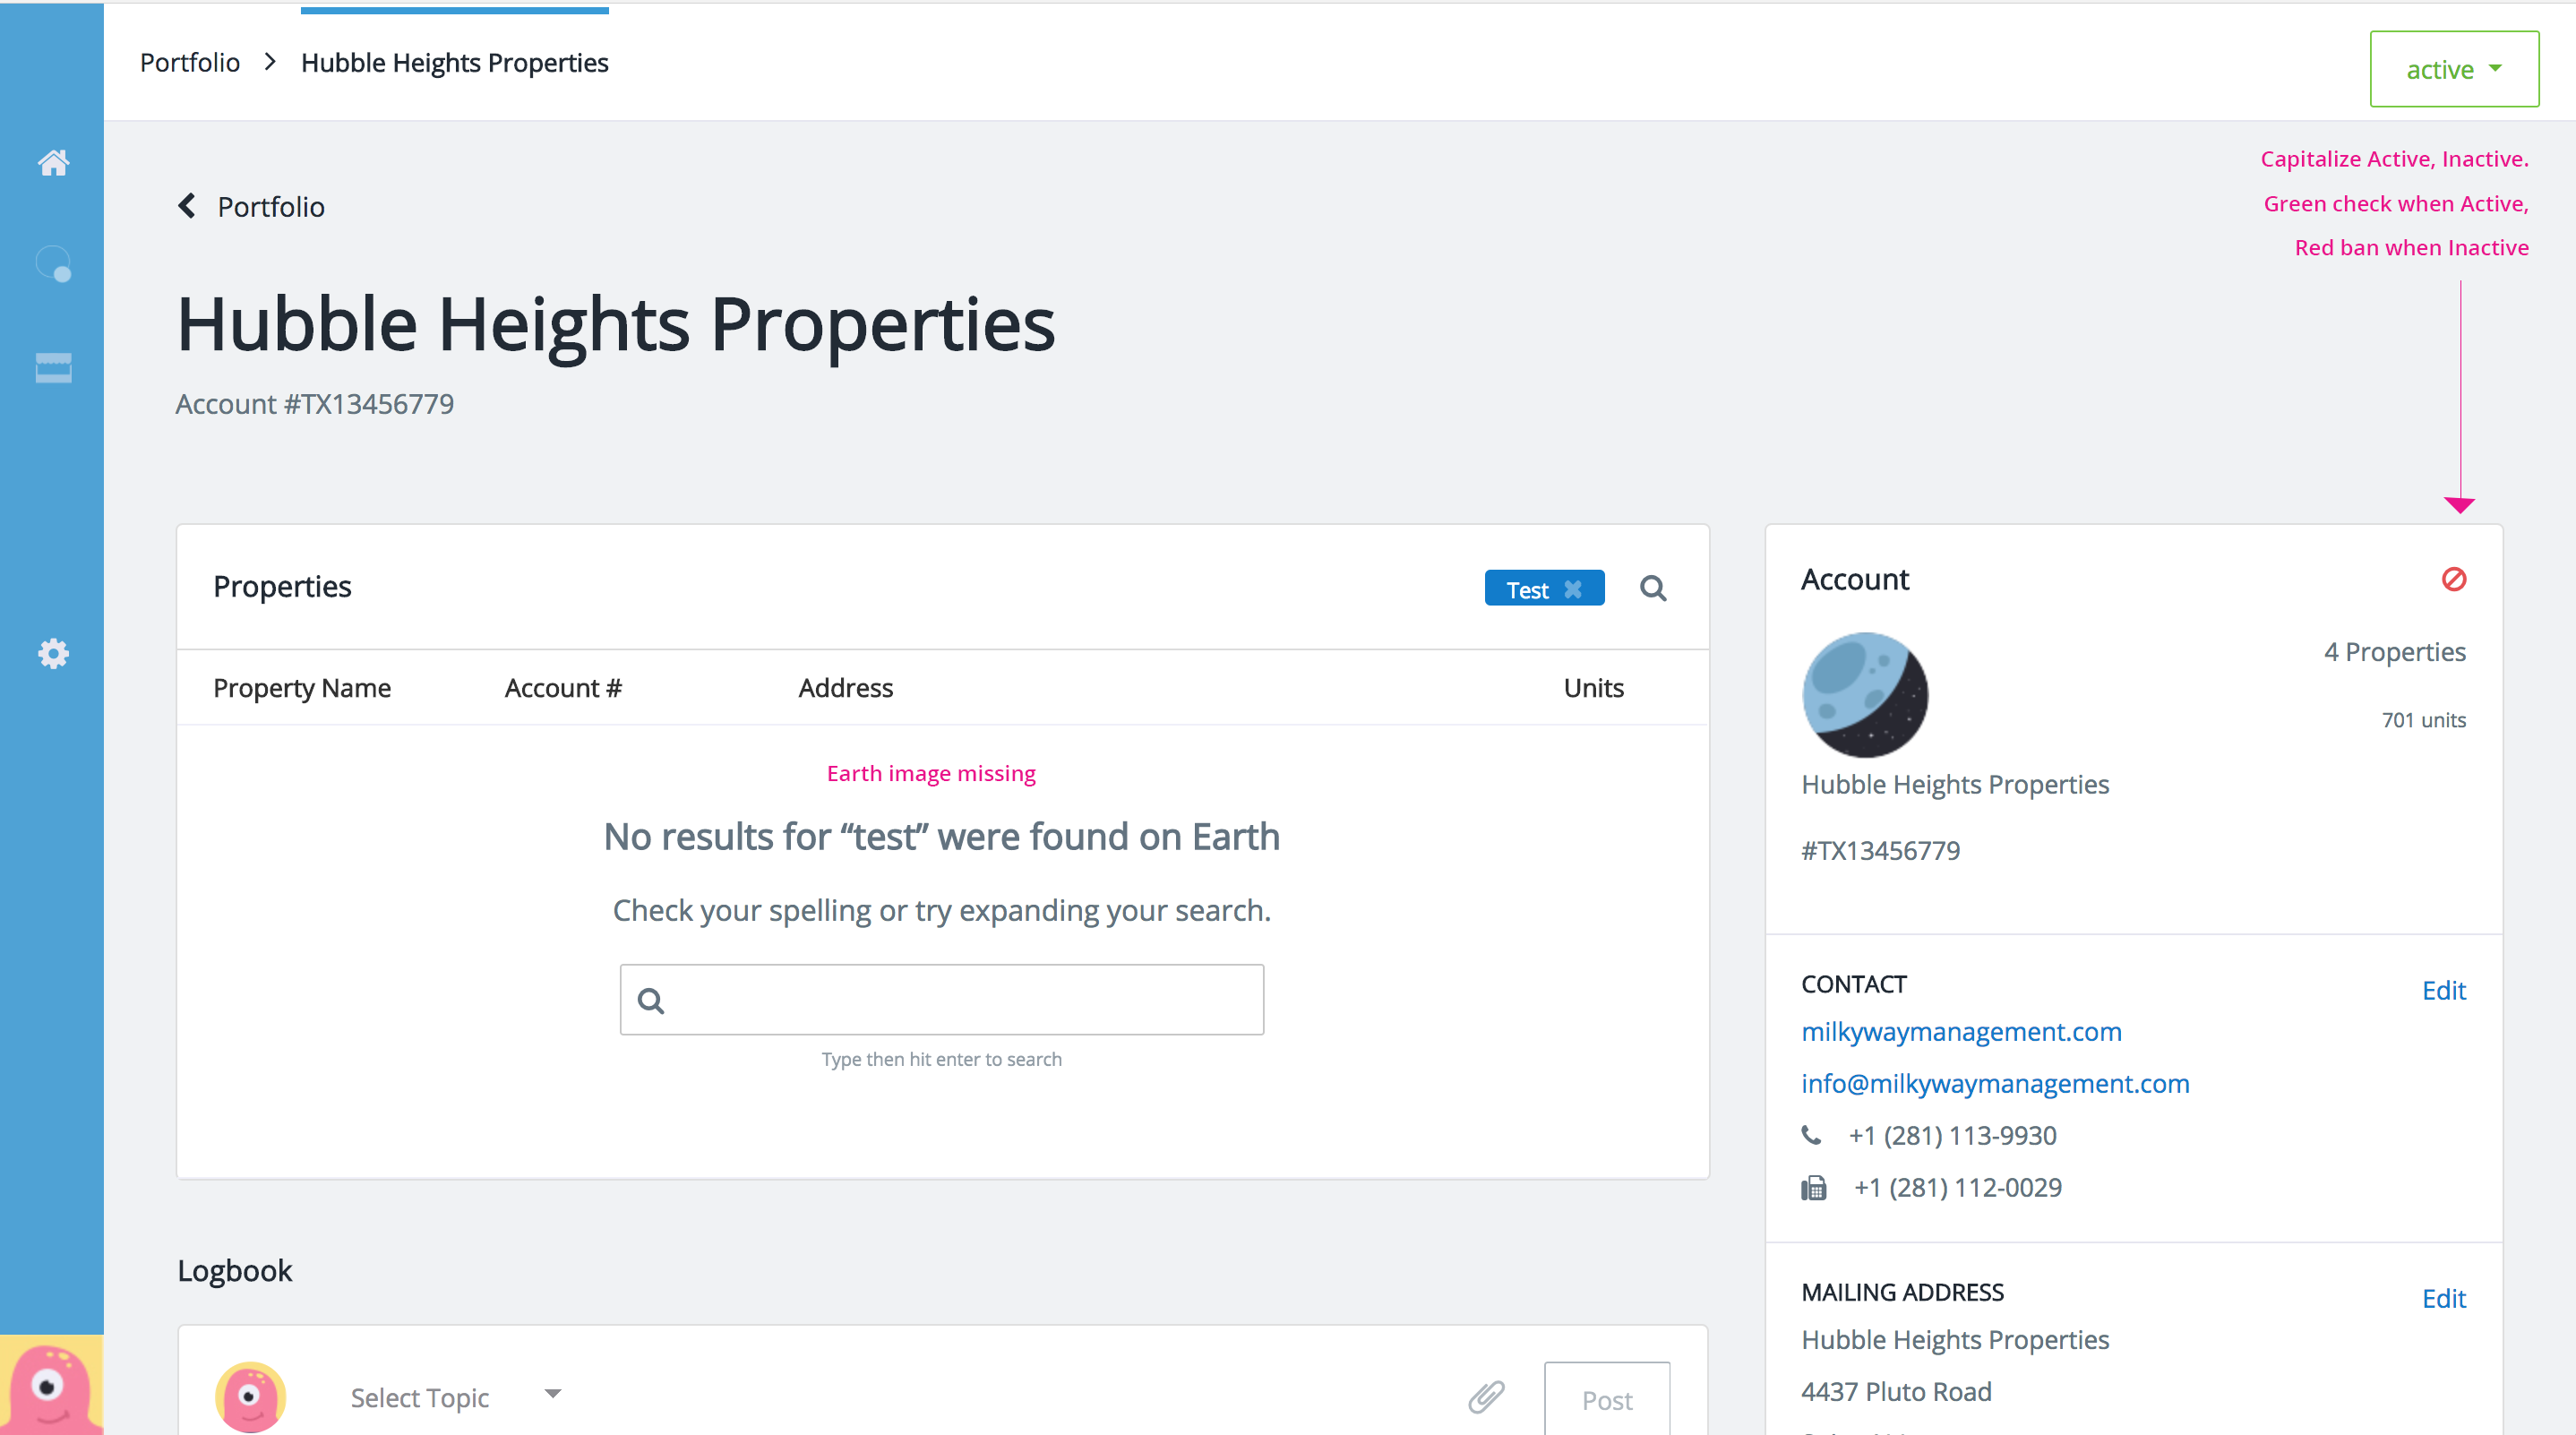 Portfolio > Hubble Heights Properties
active
Capitalize Active, Inactive.
Green check when Active,
Red ban when Inactive
Portfolio
Hubble Heights Properties
Account #TX13456779
Properties
Test
Property Name Account # Address Units
Earth image missing
No results for “test” were found on Earth
Check your spelling or try expanding your search.
Type then hit enter to search
Logbook
Select Topic
Post
Account
4 Properties
701 units
Hubble Heights Properties
#TX13456779
CONTACT
Edit
milkywaymanagement.com
info@milkywaymanagement.com
+1 (281) 113-9930
+1 (281) 112-0029
MAILING ADDRESS
Edit
Hubble Heights Properties
4437 Pluto Road